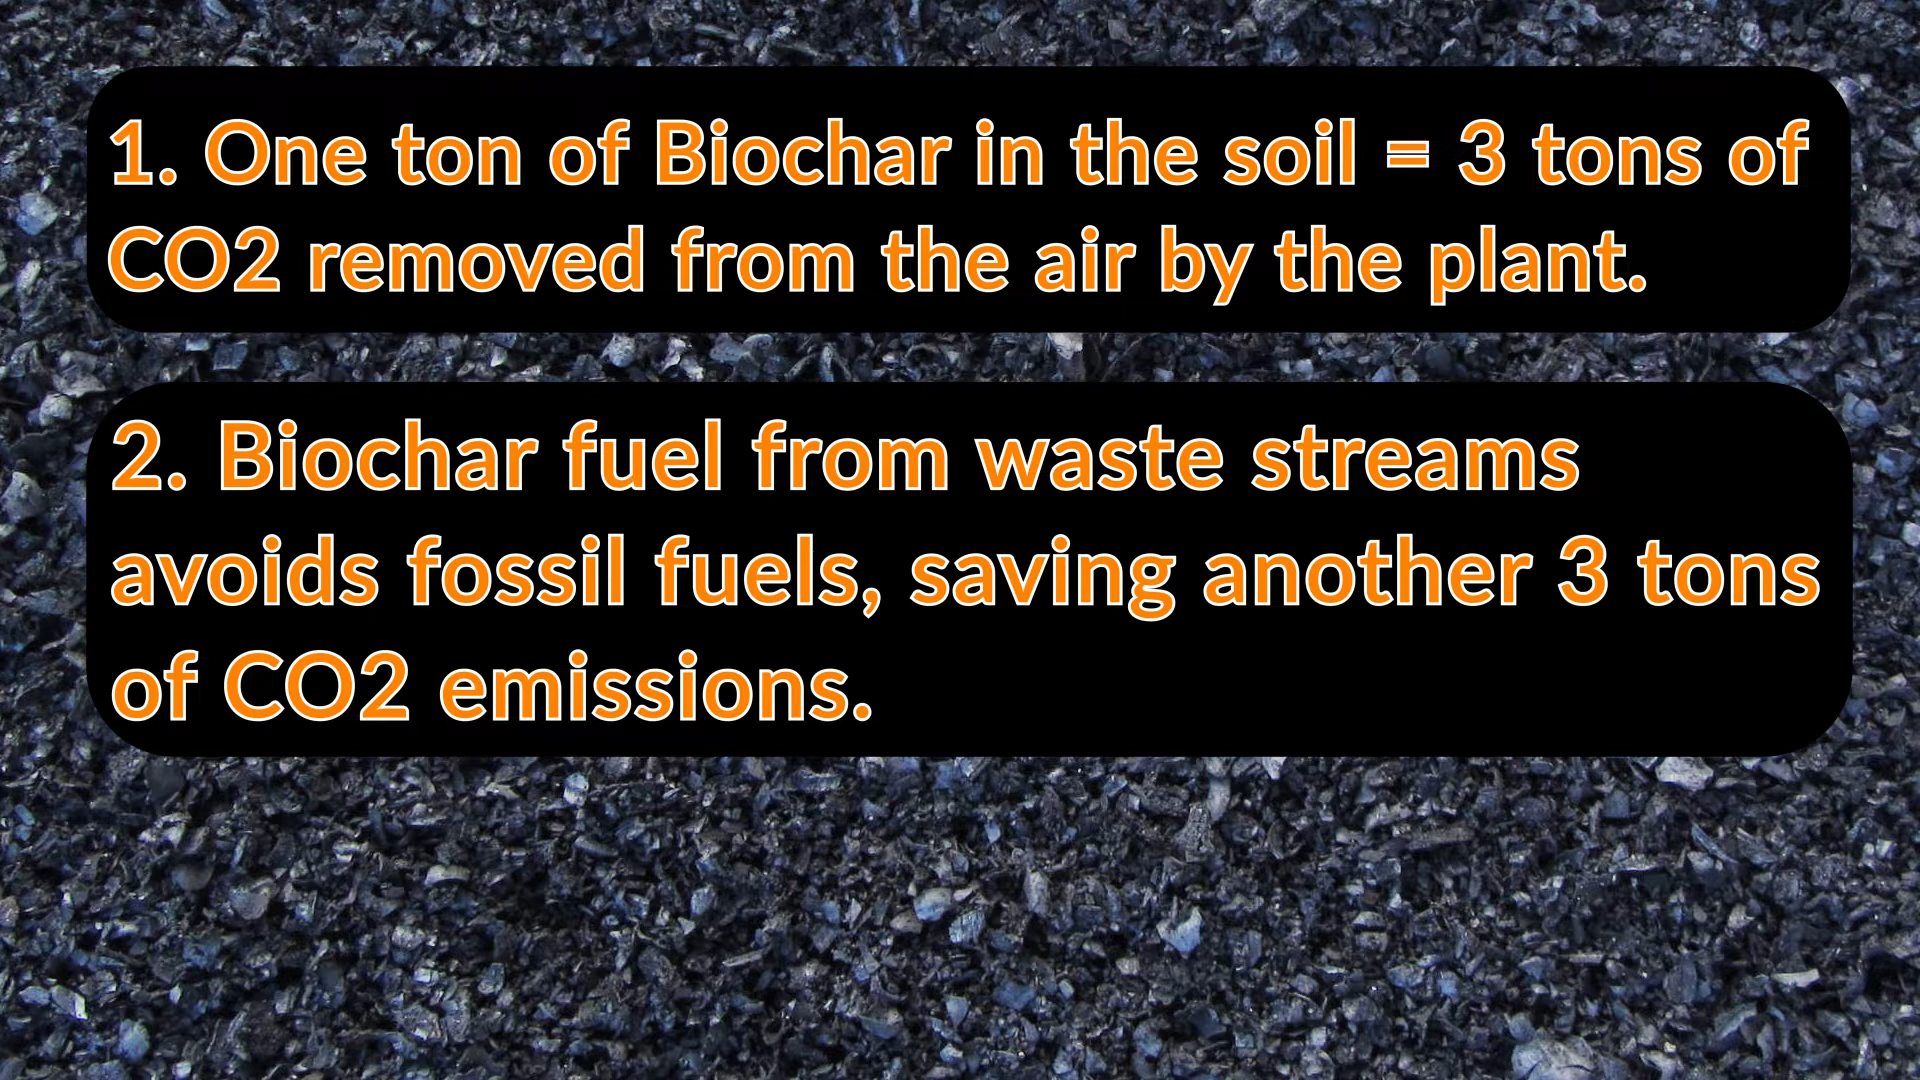 1. One ton of Biochar in the soil = 3 tons of
CO2 removed from the air by the plant.
2. Biochar fuel from waste streams
avoids fossil fuels, saving another 3 tons
of CO2 emissions.